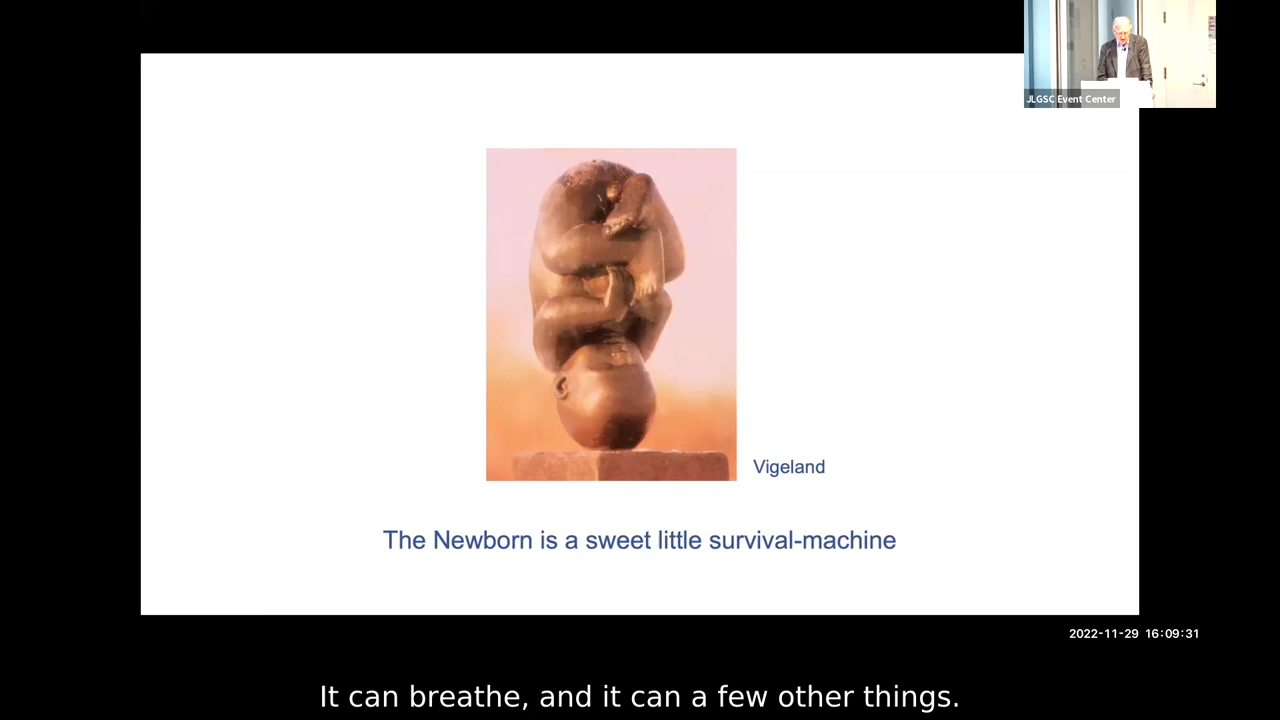 JLGSC Event Center
Vigeland
The Newborn is a sweet little survival-machine
2022-11-29 16:09:31
It can breathe, and it can a few other things.